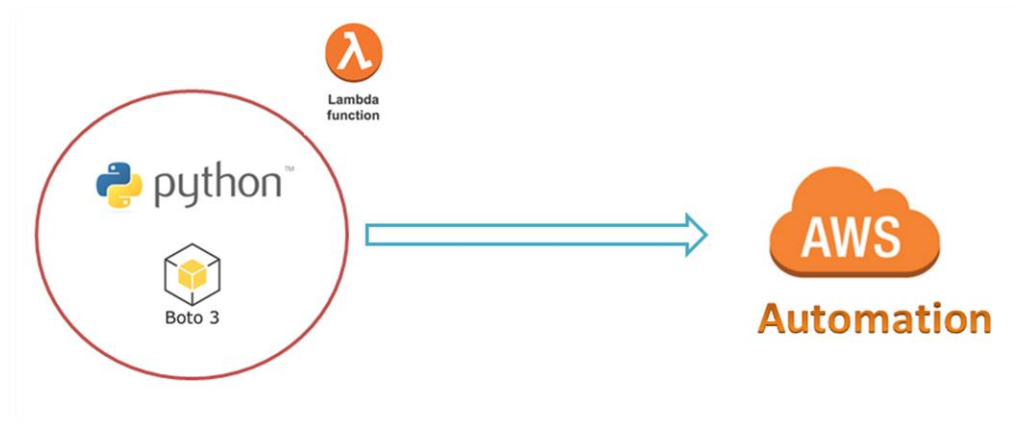 λ
Lambda
function
python™
Boto 3
AWS
Automation